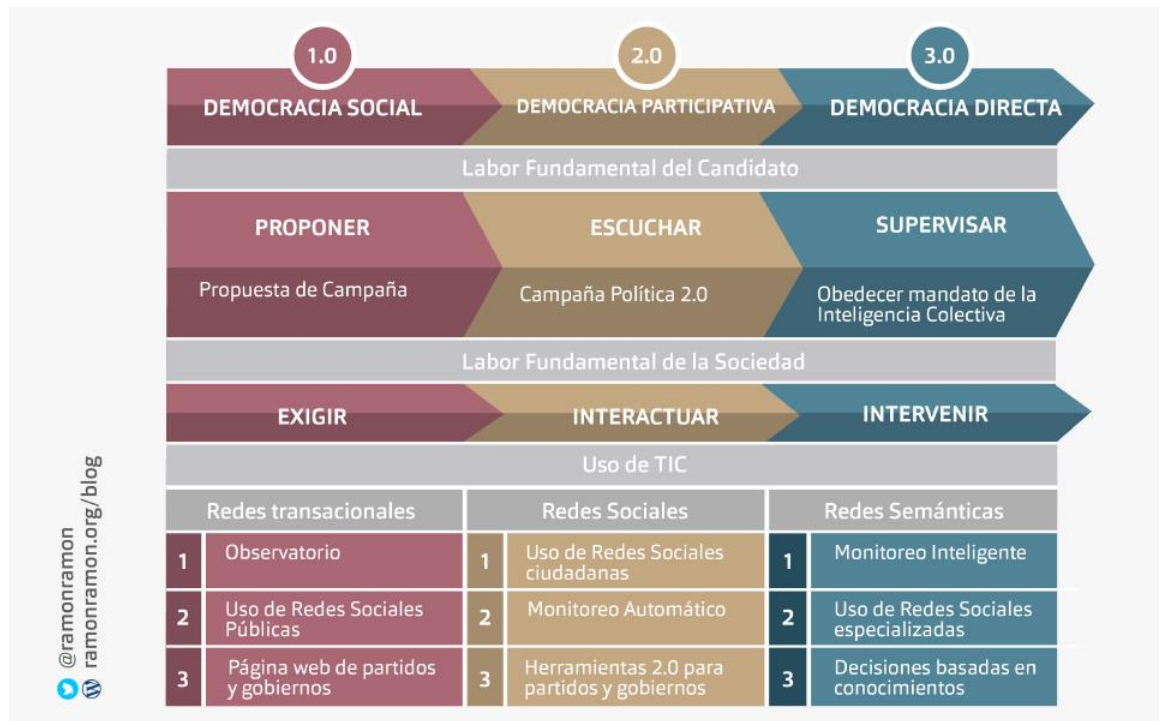 1.0
2.0
3.0
DEMOCRACIA SOCIAL
DEMOCRACIA PARTICIPATIVA
DEMOCRACIA DIRECTA
Labor Fundamental del Candidato
PROPONER
ESCUCHAR
SUPERVISAR
Propuesta de Campaña
Campaña Política 2.0
Obedecer mandato de la
Inteligencia Colectiva
Labor Fundamental de la Sociedad
EXIGIR
INTERACTUAR
INTERVENIR
Uso de TIC
Redes transacionales
Redes Sociales
Redes Semánticas
1
Observatorio
1
Uso de Redes Sociales
ciudadanas
1
Monitoreo Inteligente
2
Uso de Redes Sociales
Públicas
2
Monitoreo Automático
2
Uso de Redes Sociales
especializadas
3
Página web de partidos
y gobiernos
3
Herramientas 2.0 para
partidos y gobiernos
3
Decisiones basadas en
conocimientos
@ramonramon
ramonramon.org/blog